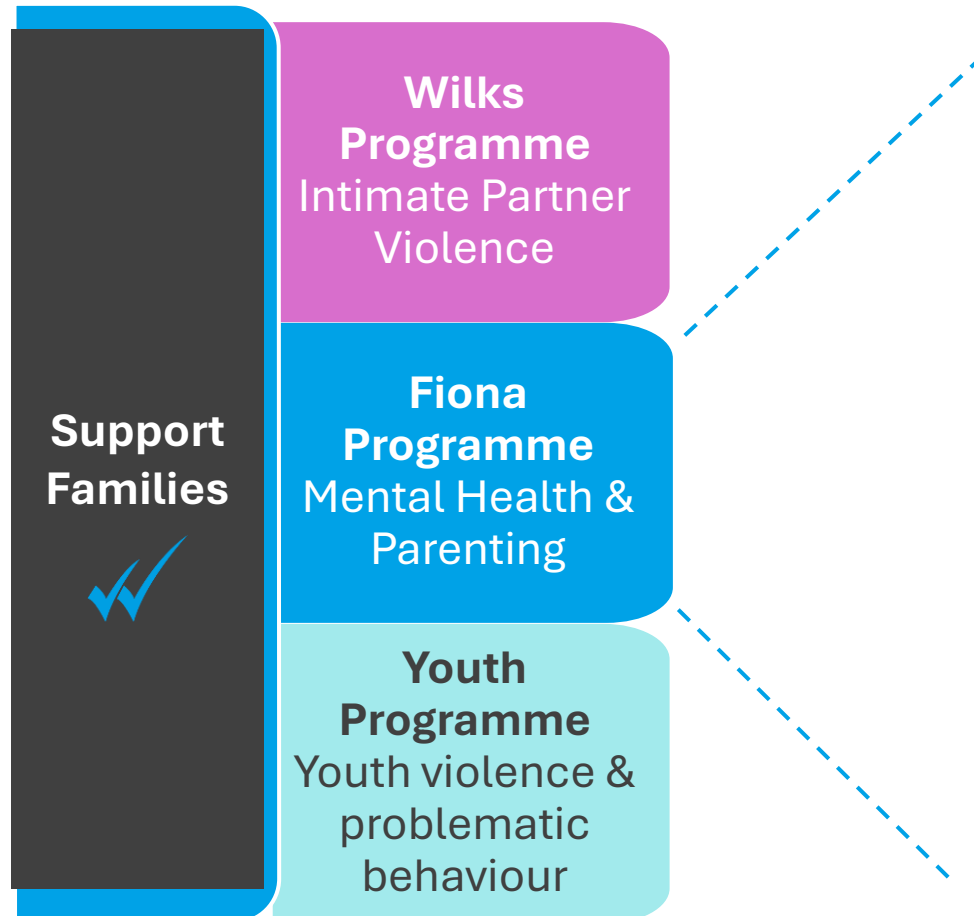 Support
Families
Wilks
Programme
Intimate Partner
Violence
Fiona
Programme
Mental Health &
Parenting
Youth
Programme
Youth violence &
problematic
behaviour